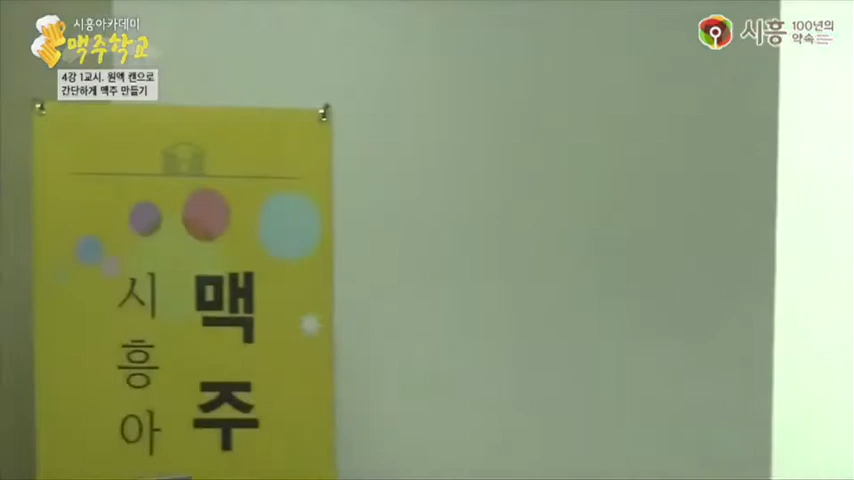 시흥아카데미
맥주학교
4강 1교시. 원액 캔으로
간단하게 맥주 만들기
시흥
100년의
약속
맥주
시흥아